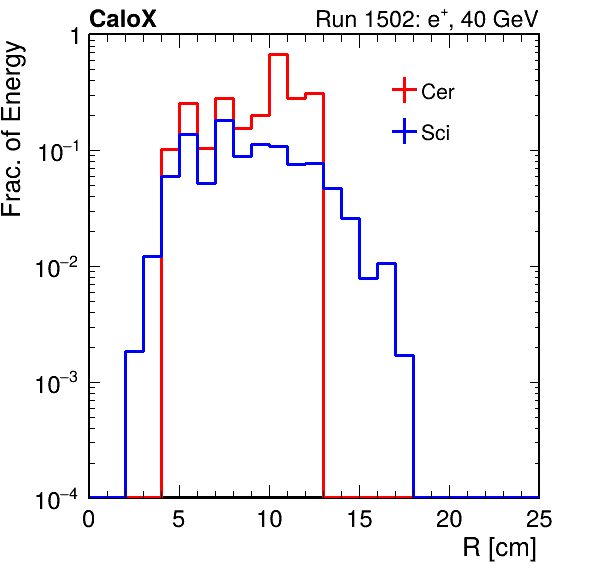 CaloX Run 1502: e⁺, 40 GeV
Frac. of Energy
1
10⁻¹
10⁻²
10⁻³
10⁻⁴
Cer
Sci
0 5 10 15 20 25
R [cm]